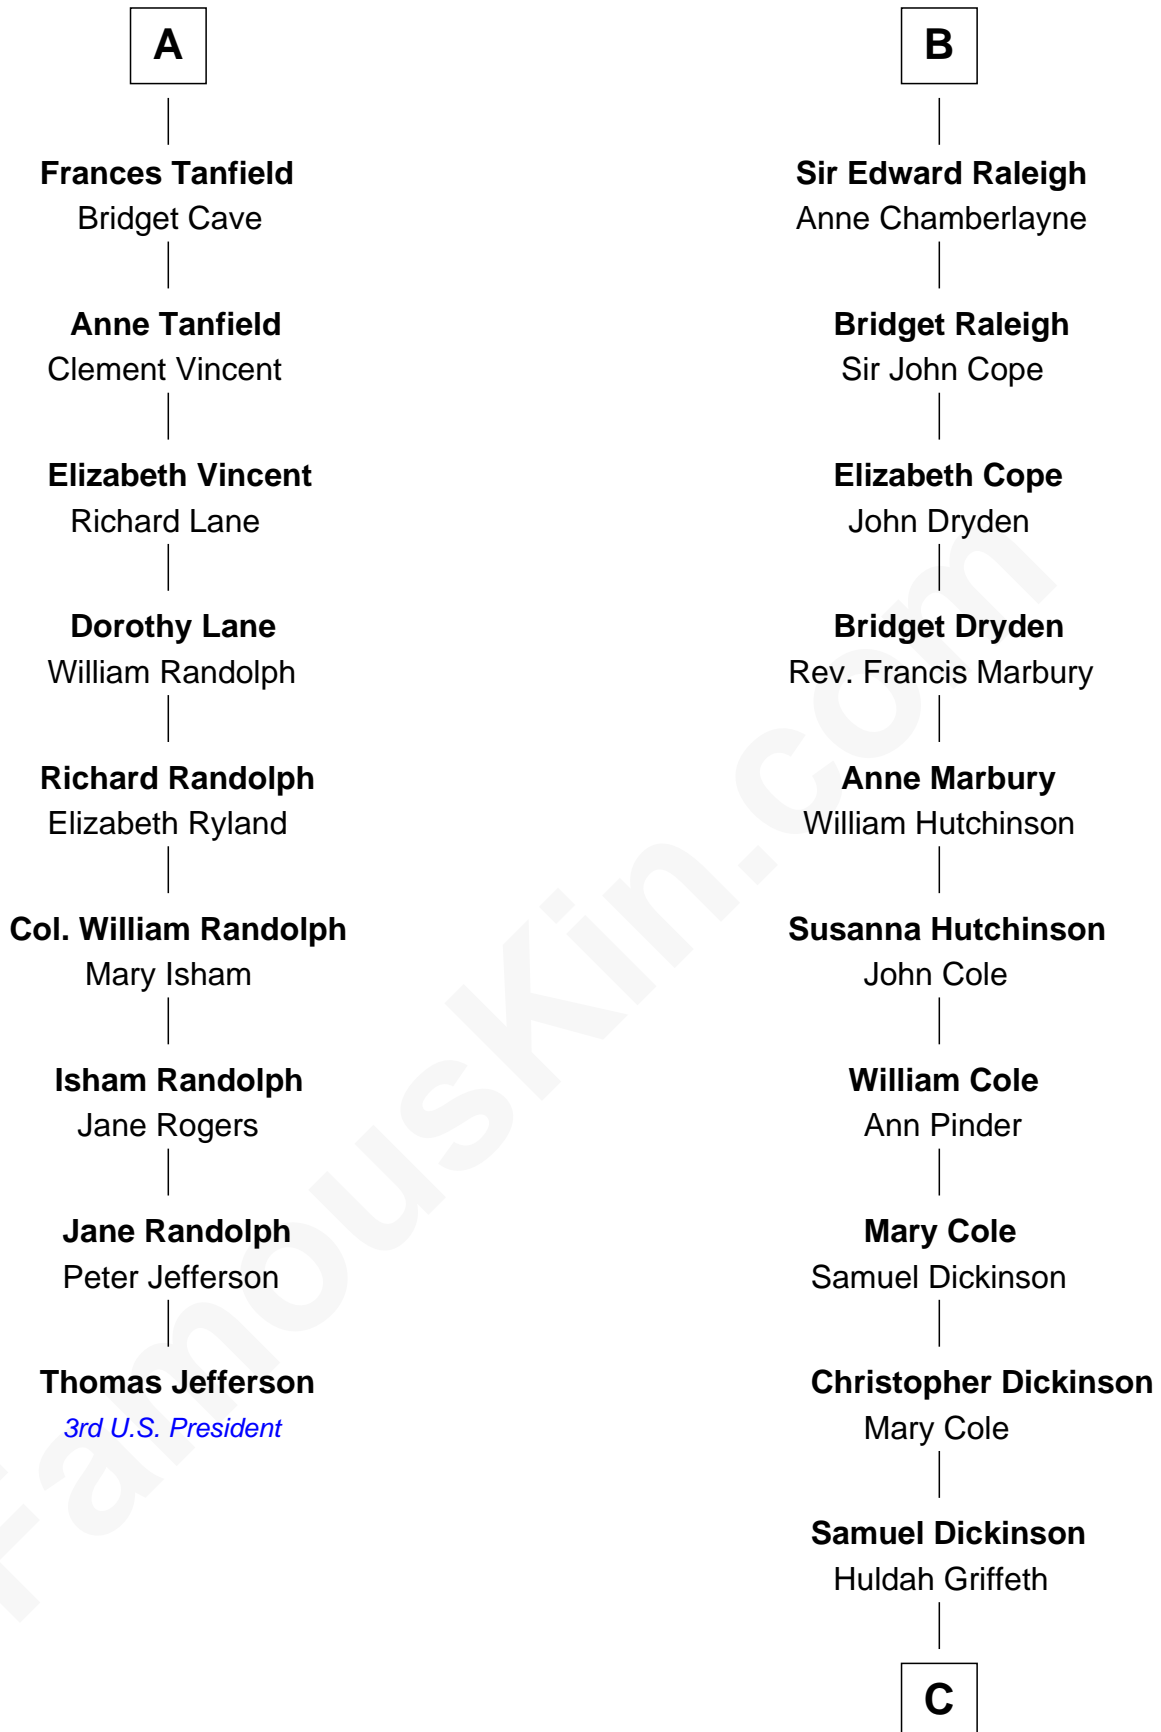 A
Frances Tanfield
Bridget Cave
Anne Tanfield
Clement Vincent
Elizabeth Vincent
Richard Lane
Dorothy Lane
William Randolph
Richard Randolph
Elizabeth Ryland
Col. William Randolph
Mary Isham
Isham Randolph
Jane Rogers
Jane Randolph
Peter Jefferson
Thomas Jefferson
3rd U.S. President
B
Sir Edward Raleigh
Anne Chamberlayne
Bridget Raleigh
Sir John Cope
Elizabeth Cope
John Dryden
Bridget Dryden
Rev. Francis Marbury
Anne Marbury
William Hutchinson
Susanna Hutchinson
John Cole
William Cole
Ann Pinder
Mary Cole
Samuel Dickinson
Christopher Dickinson
Mary Cole
Samuel Dickinson
Huldah Griffeth
C
FamousKin.com